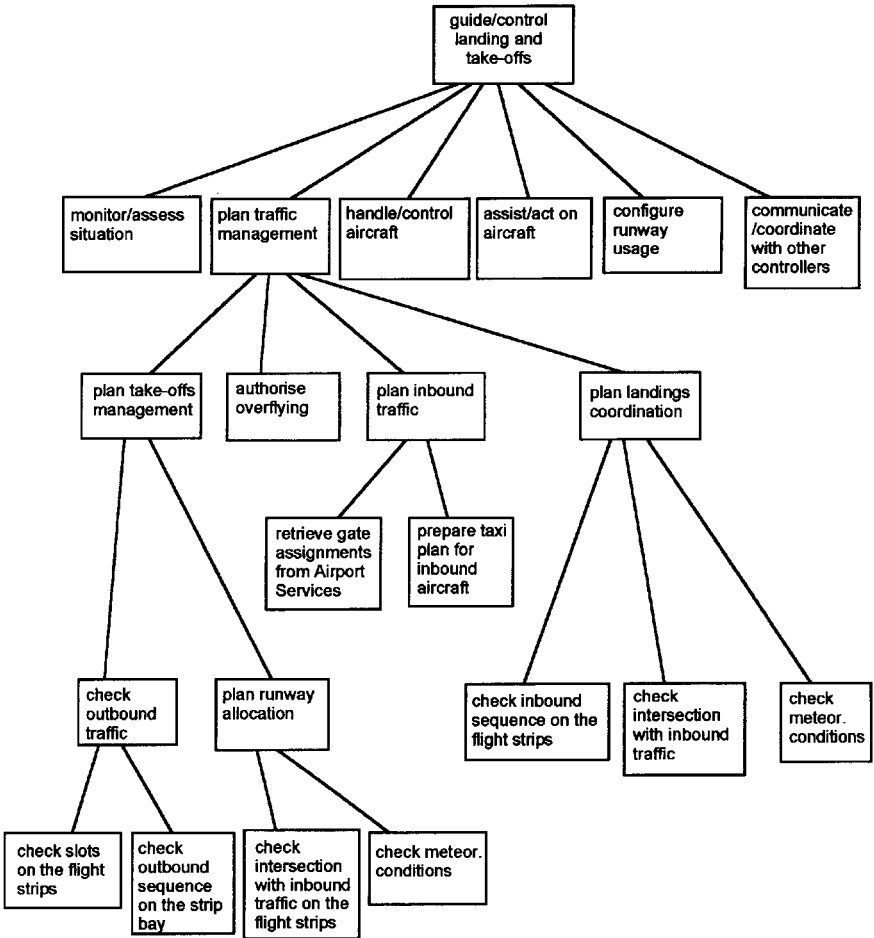 guide/control
landing and
take-offs
monitor/assess
situation
plan traffic
management
handle/control
aircraft
assist/act on
aircraft
configure
runway
usage
communicate
/coordinate
with other
controllers
plan take-offs
management
authorise
overflying
plan inbound
traffic
plan landings
coordination
retrieve gate
assignments
from Airport
Services
prepare taxi
plan for
inbound
aircraft
check
outbound
traffic
plan runway
allocation
check inbound
sequence on the
flight strips
check
intersection
with inbound
traffic
check
meteor.
conditions
check slots
on the flight
strips
check
outbound
sequence
on the strip
bay
check
intersection
with inbound
traffic on the
flight strips
check meteor.
conditions